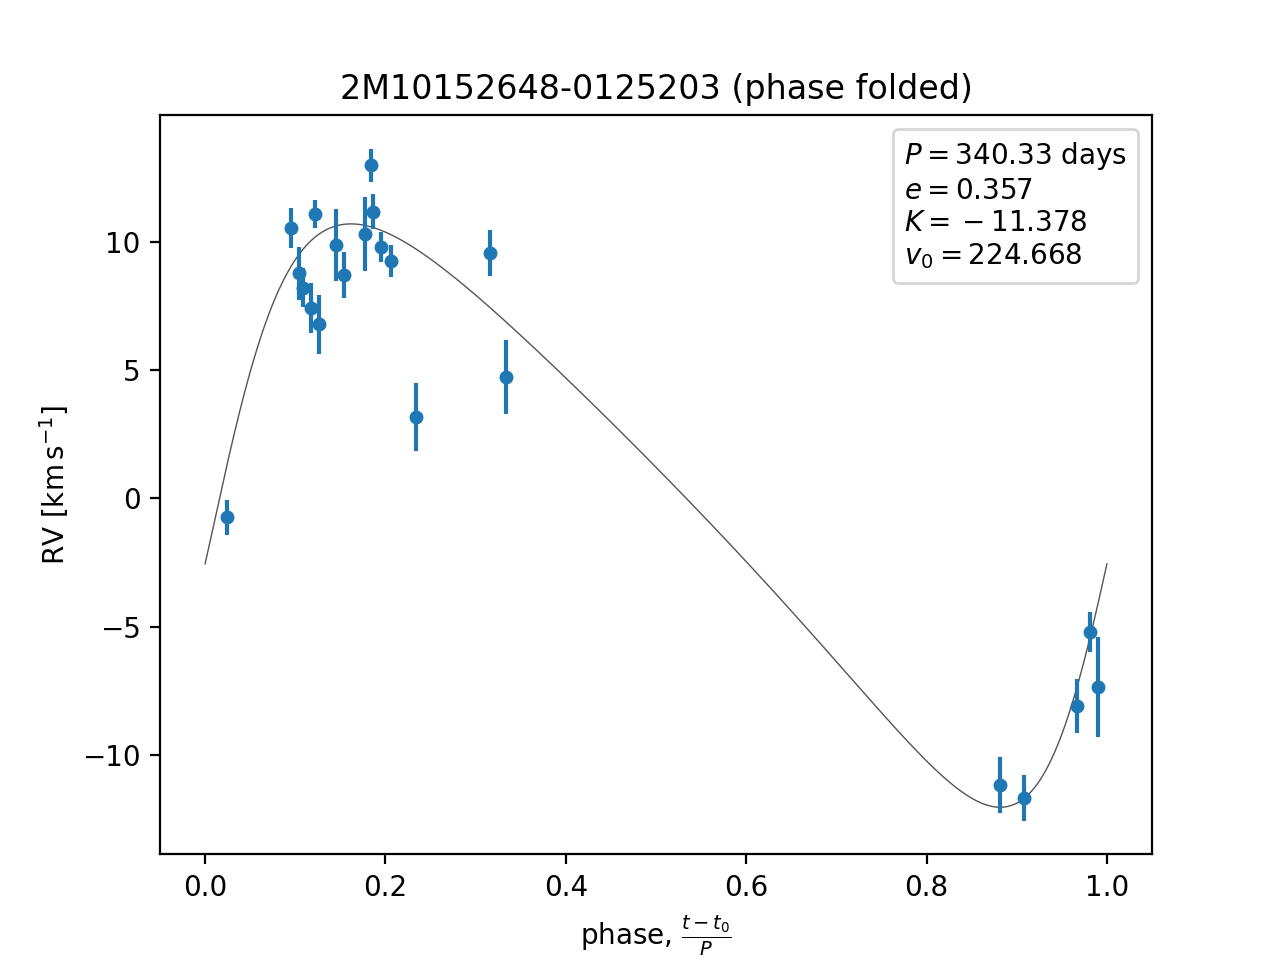 2M10152648-0125203 (phase folded)
P = 340.33 days
e = 0.357
K = −11.378
v₀ = 224.668
10
5
0
−5
−10
RV [km s⁻¹]
0.0 0.2 0.4 0.6 0.8 1.0
phase, (t − t₀)/P